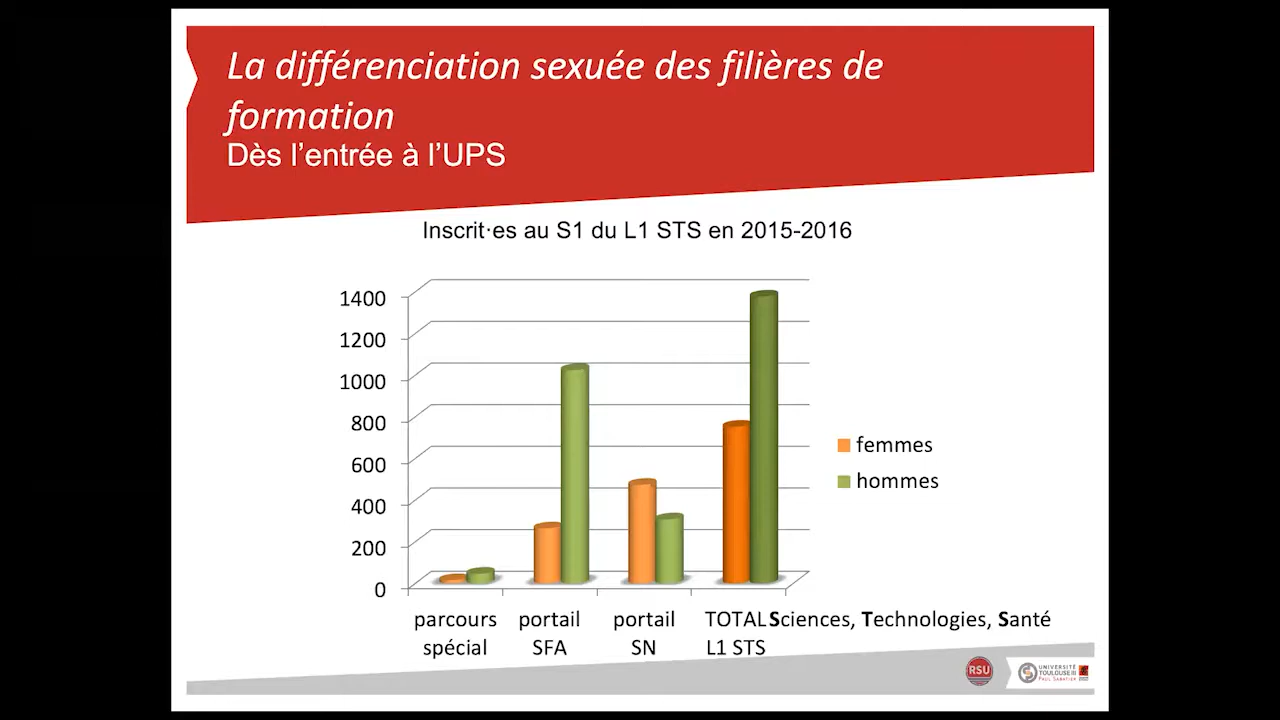 La différenciation sexuée des filières de
formation
Dès l’entrée à l’UPS
Inscrit·es au S1 du L1 STS en 2015-2016
1400
1200
1000
800
600
400
200
0
femmes
hommes
parcours spécial
portail SFA
portail SN
TOTAL L1 STS
Sciences, Technologies, Santé
RSU
UNIVERSITÉ
TOULOUSE III
PAUL SABATIER